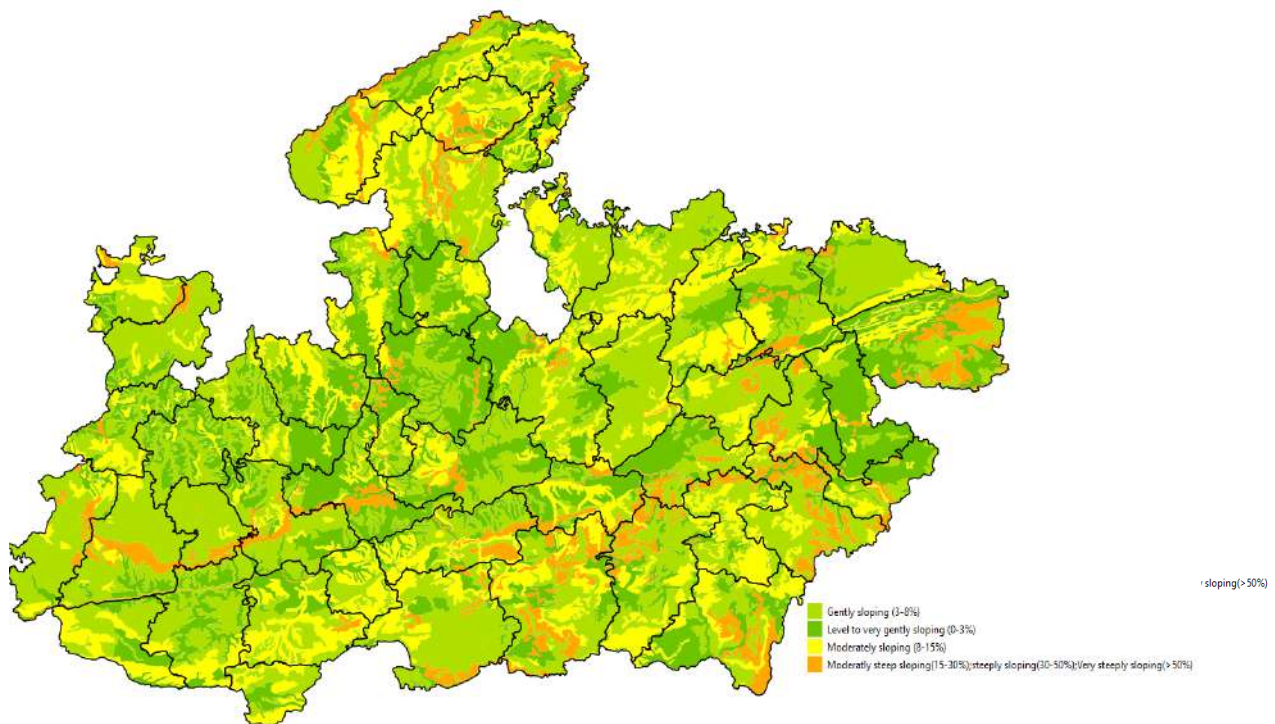 sloping(>50%)
Gently sloping (3-8%)
Level to very gently sloping (0-3%)
Moderately sloping (8-15%)
Moderatly steep sloping(15-30%);steeply sloping(30-50%);Very steeply sloping(>50%)